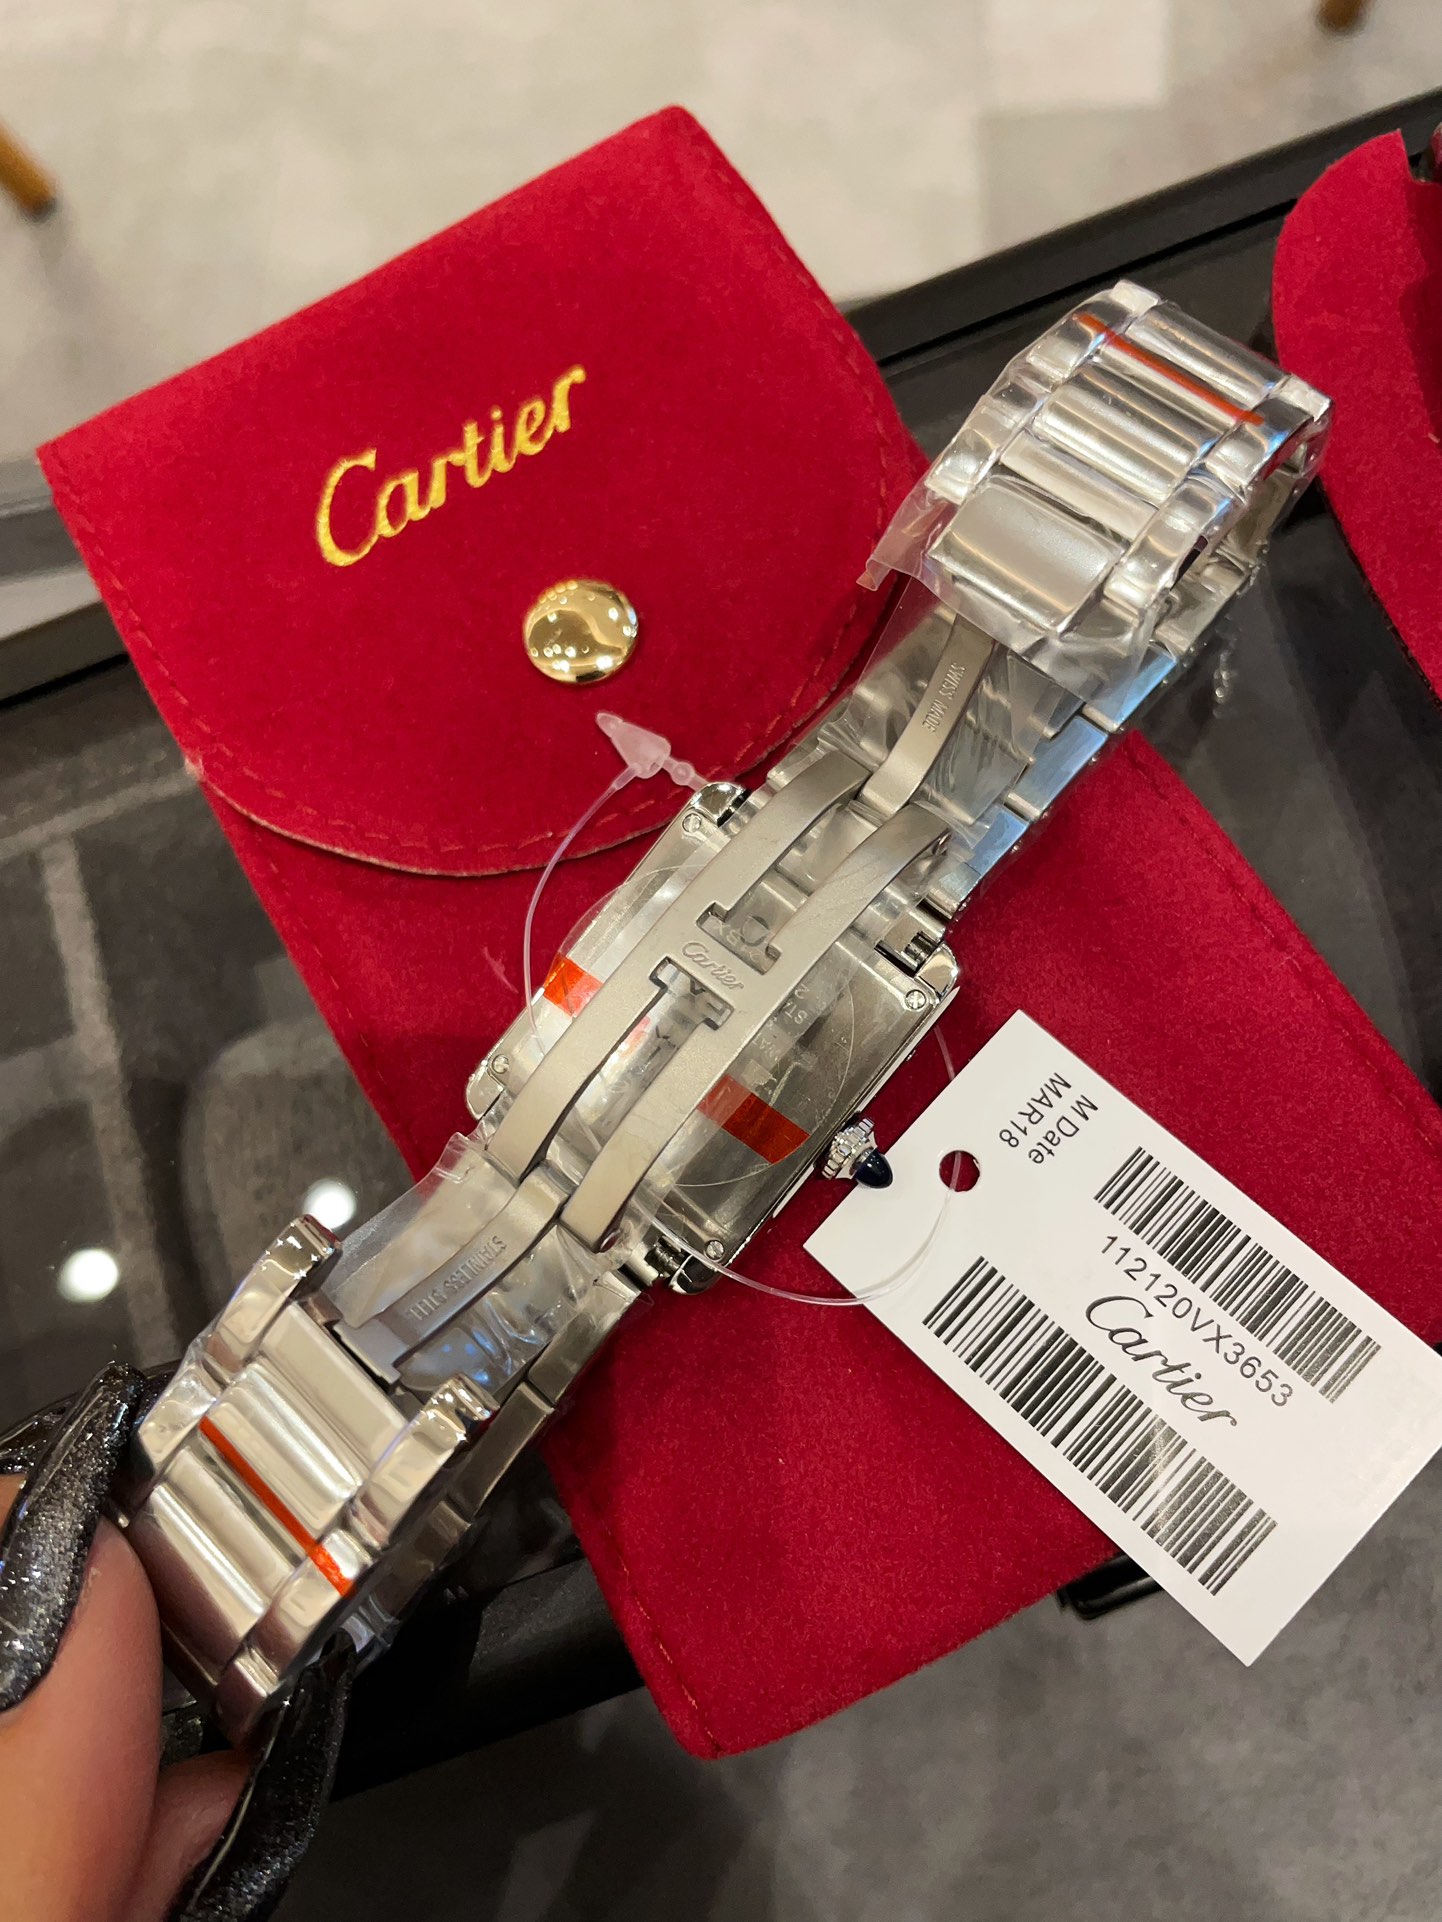 Cartier
SWISS MADE
Cartier
STAINLESS STEEL
M Date
MAR18
112120VX3653
Cartier